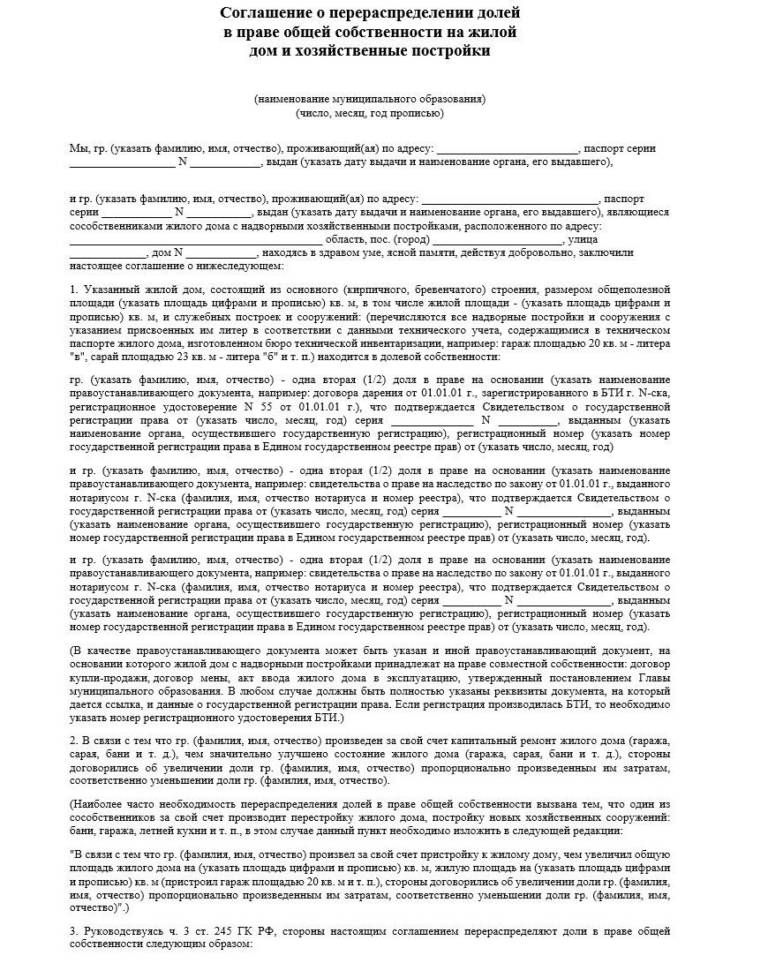 Соглашение о перераспределении долей
в праве общей собственности на жилой
дом и хозяйственные постройки
(наименование муниципального образования)
(число, месяц, год прописью)
Мы, гр. (указать фамилию, имя, отчество), проживающий(ая) по адресу: ________________________, паспорт серии
__________________ N ____________, выдан (указать дату выдачи и наименование органа, его выдавшего),
и гр. (указать фамилию, имя, отчество), проживающий(ая) по адресу: ______________________________, паспорт
серии ____________ N ___________, выдан (указать дату выдачи и наименование органа, его выдавшего), являющиеся
сособственниками жилого дома с надворными хозяйственными постройками, расположенного по адресу:
___________________________________________ область, пос. (город) ______________________, улица
_____________, дом N ____________, находясь в здравом уме, ясной памяти, действуя добровольно, заключили
настоящее соглашение о нижеследующем:
1. Указанный жилой дом, состоящий из основного (кирпичного, бревенчатого) строения, размером общеполезной
площади (указать площадь цифрами и прописью) кв. м, в том числе жилой площади - (указать площадь цифрами и
прописью) кв. м, и служебных построек и сооружений: (перечисляются все надворные постройки и сооружения с
указанием присвоенных им литер в соответствии с данными технического учета, содержащимися в техническом
паспорте жилого дома, изготовленном бюро технической инвентаризации, например: гараж площадью 20 кв. м - литера
"в", сарай площадью 23 кв. м - литера "б" и т. п.) находится в долевой собственности:
гр. (указать фамилию, имя, отчество) - одна вторая (1/2) доля в праве на основании (указать наименование
правоустанавливающего документа, например: договора дарения от 01.01.01 г., зарегистрированного в БТИ г. N-ска,
регистрационное удостоверение N 55 от 01.01.01 г.), что подтверждается Свидетельством о государственной
регистрации права от (указать число, месяц, год) серия ______________ N __________, выданным (указать
наименование органа, осуществившего государственную регистрацию), регистрационный номер (указать номер
государственной регистрации права в Едином государственном реестре прав) от (указать число, месяц, год)
и гр. (указать фамилию, имя, отчество) - одна вторая (1/2) доля в праве на основании (указать наименование
правоустанавливающего документа, например: свидетельства о праве на наследство по закону от 01.01.01 г., выданного
нотариусом г. N-ска (фамилия, имя, отчество нотариуса и номер реестра), что подтверждается Свидетельством о
государственной регистрации права от (указать число, месяц, год) серия __________ N ________________, выданным
(указать наименование органа, осуществившего государственную регистрацию), регистрационный номер (указать
номер государственной регистрации права в Едином государственном реестре прав) от (указать число, месяц, год).
и гр. (указать фамилию, имя, отчество) - одна вторая (1/2) доля в праве на основании (указать наименование
правоустанавливающего документа, например: свидетельства о праве на наследство по закону от 01.01.01 г., выданного
нотариусом г. N-ска (фамилия, имя, отчество нотариуса и номер реестра), что подтверждается Свидетельством о
государственной регистрации права от (указать число, месяц, год) серия __________ N ________________, выданным
(указать наименование органа, осуществившего государственную регистрацию), регистрационный номер (указать
номер государственной регистрации права в Едином государственном реестре прав) от (указать число, месяц, год).
(В качестве правоустанавливающего документа может быть указан и иной правоустанавливающий документ, на
основании которого жилой дом с надворными постройками принадлежат на праве совместной собственности: договор
купли-продажи, договор мены, акт ввода жилого дома в эксплуатацию, утвержденный постановлением Главы
муниципального образования. В любом случае должны быть полностью указаны реквизиты документа, на который
дается ссылка, и данные о государственной регистрации права. Если регистрация производилась БТИ, то необходимо
указать номер регистрационного удостоверения БТИ.)
2. В связи с тем что гр. (фамилия, имя, отчество) произведен за свой счет капитальный ремонт жилого дома (гаража,
сарая, бани и т. д.), чем значительно улучшено состояние жилого дома (гаража, сарая, бани и т. д.), стороны
договорились об увеличении доли гр. (фамилия, имя, отчество) пропорционально произведенным им затратам,
соответственно уменьшении доли гр. (фамилия, имя, отчество).
(Наиболее часто необходимость перераспределения долей в праве общей собственности вызвана тем, что один из
сособственников за свой счет производит перестройку жилого дома, постройку новых хозяйственных сооружений:
бани, гаража, летней кухни и т. п., в этом случае данный пункт необходимо изложить в следующей редакции:
"В связи с тем что гр. (фамилия, имя, отчество) произвел за свой счет пристройку к жилому дому, чем увеличил общую
площадь жилого дома на (указать площадь цифрами и прописью) кв. м, жилую площадь на (указать площадь цифрами
и прописью) кв. м (пристроил гараж площадью 20 кв. м и т. п.), стороны договорились об увеличении доли гр. (фамилия,
имя, отчество) пропорционально произведенным им затратам, соответственно уменьшении доли гр. (фамилия, имя,
отчество)".)
3. Руководствуясь ч. 3 ст. 245 ГК РФ, стороны настоящим соглашением перераспределяют доли в праве общей
собственности следующим образом: